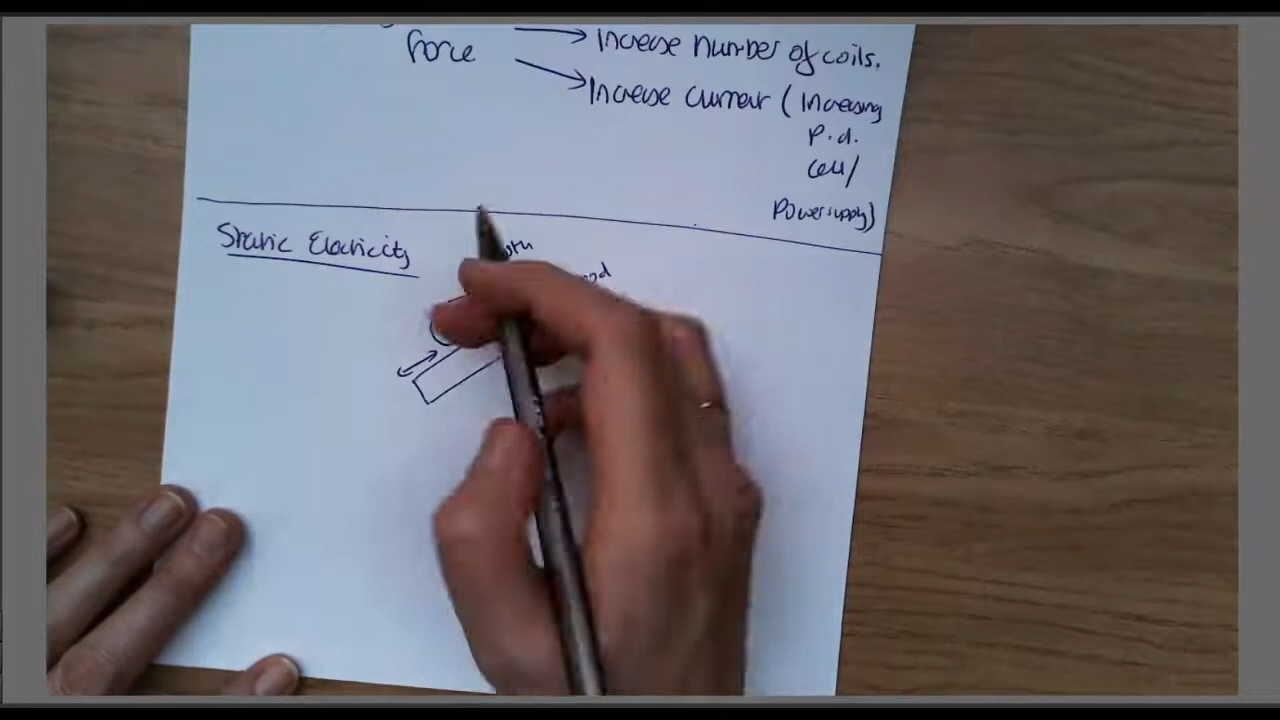 Force
→ Increase number of coils.
→ Increase current (Increasing
p.d.
cell/
Powersupply)
Static Electricity